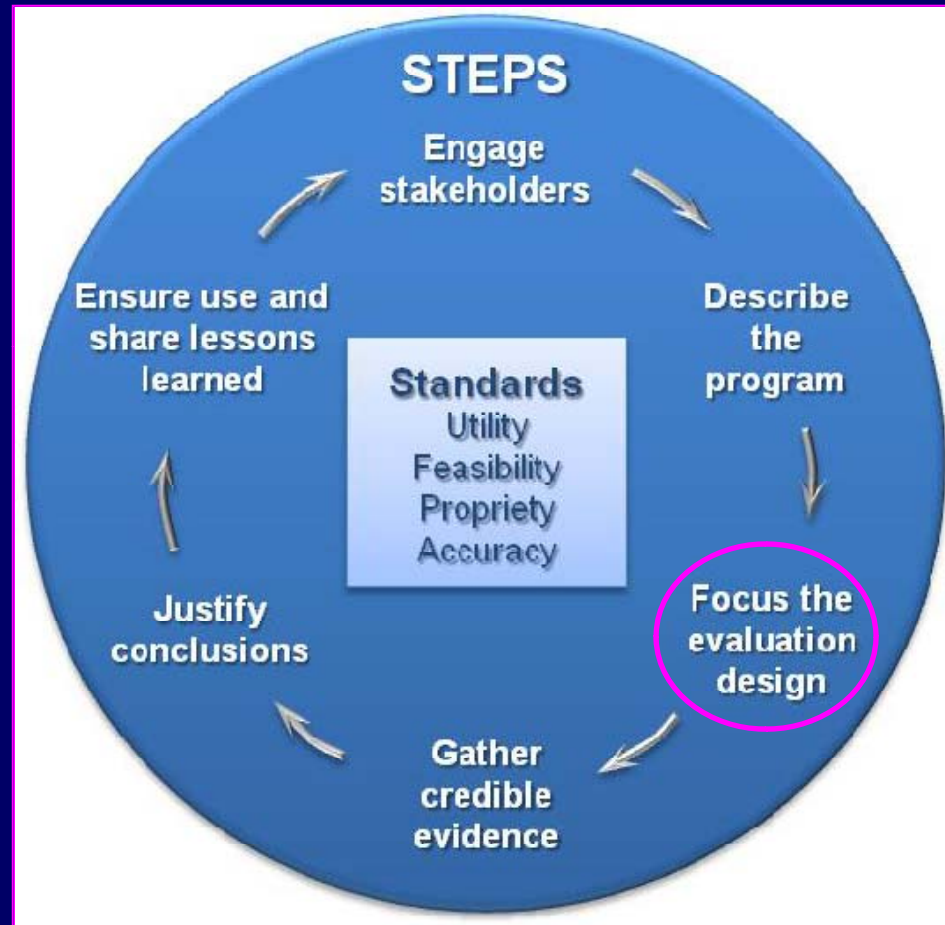 STEPS
Engage
stakeholders
Describe
the
program
Focus the
evaluation
design
Gather
credible
evidence
Justify
conclusions
Ensure use and
share lessons
learned
Standards
Utility
Feasibility
Propriety
Accuracy